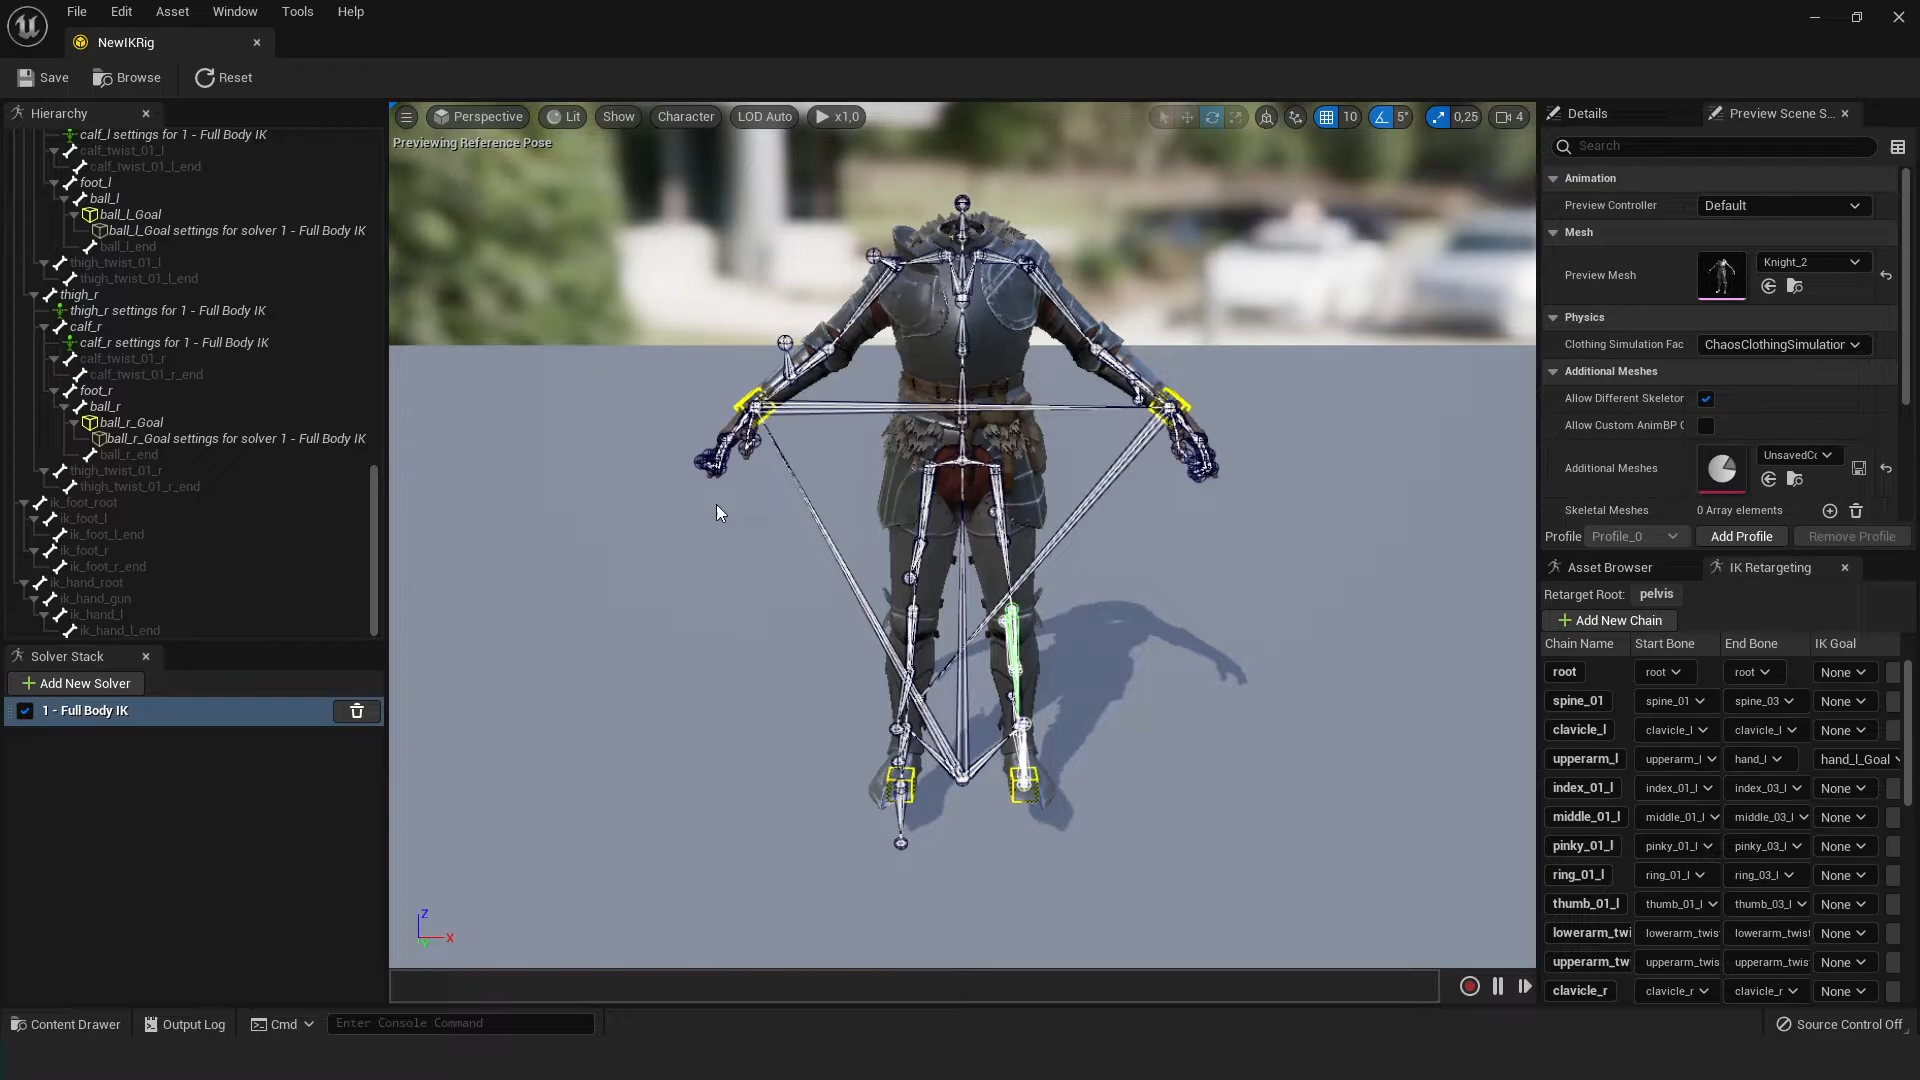 File Edit Asset Window Tools Help
NewIKRig
Save Browse Reset
Hierarchy
calf_l settings for 1 - Full Body IK
calf_twist_01_l
calf_twist_01_l_end
foot_l
ball_l
ball_l_Goal
ball_l_Goal settings for solver 1 - Full Body IK
ball_l_end
thigh_twist_01_l
thigh_twist_01_l_end
thigh_r
thigh_r settings for 1 - Full Body IK
calf_r
calf_r settings for 1 - Full Body IK
calf_twist_01_r
calf_twist_01_r_end
foot_r
ball_r
ball_r_Goal
ball_r_Goal settings for solver 1 - Full Body IK
ball_r_end
thigh_twist_01_r
thigh_twist_01_r_end
ik_foot_root
ik_foot_l
ik_foot_l_end
ik_foot_r
ik_foot_r_end
ik_hand_root
ik_hand_gun
ik_hand_l
ik_hand_l_end
Solver Stack
Add New Solver
1 - Full Body IK
Perspective Lit Show Character LOD Auto x1,0 10 5° 0,25 4
Previewing Reference Pose
Z
X
Y
Details Preview Scene S...
Search
Animation
Preview Controller Default
Mesh
Preview Mesh Knight_2
Physics
Clothing Simulation Fac ChaosClothingSimulation
Additional Meshes
Allow Different Skeleton
Allow Custom AnimBP C
Additional Meshes UnsavedCo
Skeletal Meshes 0 Array elements
Profile Profile_0 Add Profile Remove Profile
Asset Browser IK Retargeting
Retarget Root: pelvis
Add New Chain
Chain Name Start Bone End Bone IK Goal
root root root None
spine_01 spine_01 spine_03 None
clavicle_l clavicle_l clavicle_l None
upperarm_l upperarm_l hand_l hand_l_Goal
index_01_l index_01_l index_03_l None
middle_01_l middle_01_l middle_03_l None
pinky_01_l pinky_01_l pinky_03_l None
ring_01_l ring_01_l ring_03_l None
thumb_01_l thumb_01_l thumb_03_l None
lowerarm_twi lowerarm_twis lowerarm_twis None
upperarm_tw upperarm_twis upperarm_twis None
clavicle_r clavicle_r clavicle_r None
Content Drawer Output Log Cmd Enter Console Command Source Control Off